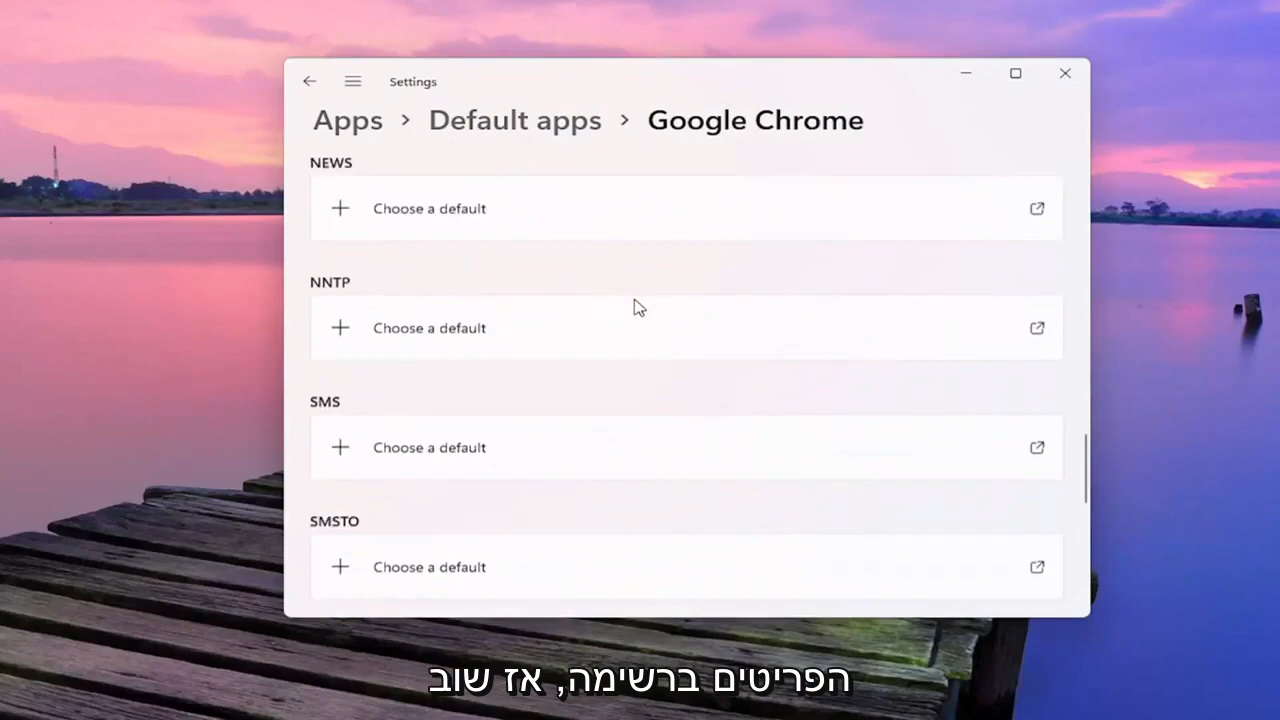 Settings
Apps > Default apps > Google Chrome
NEWS
Choose a default
NNTP
Choose a default
SMS
Choose a default
SMSTO
Choose a default
הפריטים ברשימה, אז שוב